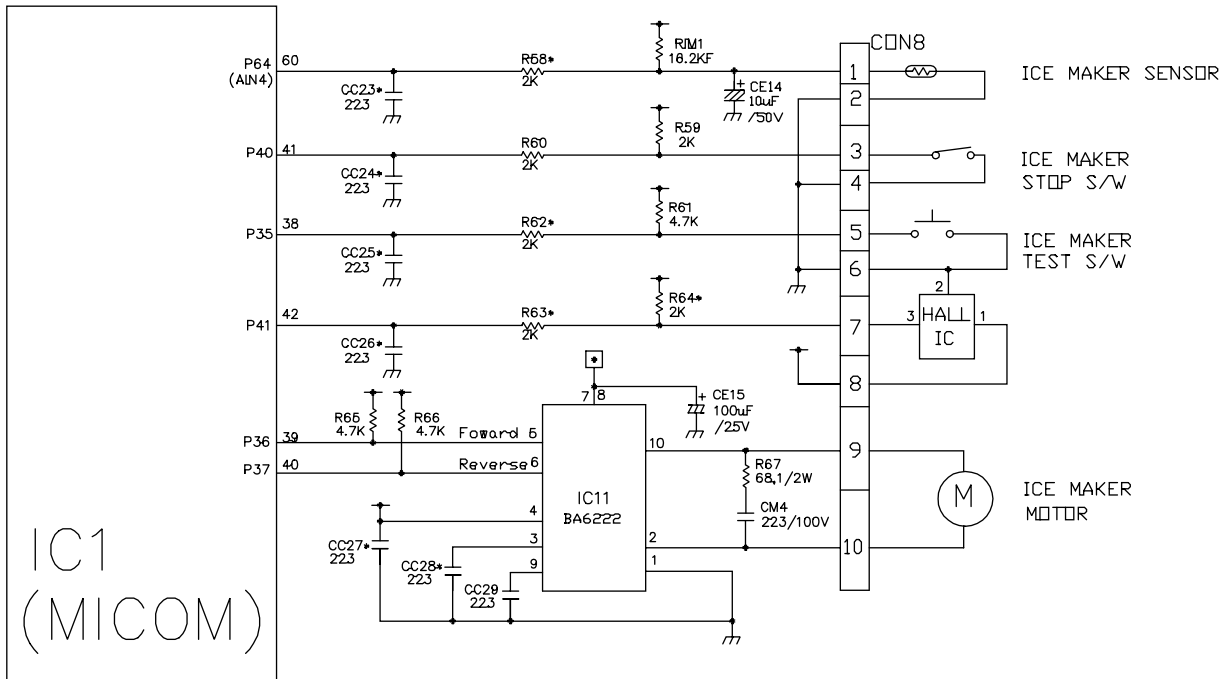 P64 60
(AIN4)
CC23*
223
R58*
2K
RIM1
16.2KF
+ CE14
10uF
/50V
CON8
1
2
ICE MAKER SENSOR
P40 41
CC24*
223
R60
2K
R59
2K
3
4
ICE MAKER
STOP S/W
P35 38
CC25*
223
R62*
2K
R61
4.7K
5
6
ICE MAKER
TEST S/W
P41 42
CC26*
223
R63*
2K
R64*
2K
7
8
2
3 HALL 1
IC
*
7 8
+ CE15
100uF
/25V
R65
4.7K
R66
4.7K
P36 39
Foward 5
P37 40
Reverse 6
4
3
9
IC11
BA6222
10
2
1
R67
68,1/2W
CM4
223/100V
9
10
M
ICE MAKER
MOTOR
CC27*
223
CC28*
223
CC29
223
IC1
(MICOM)